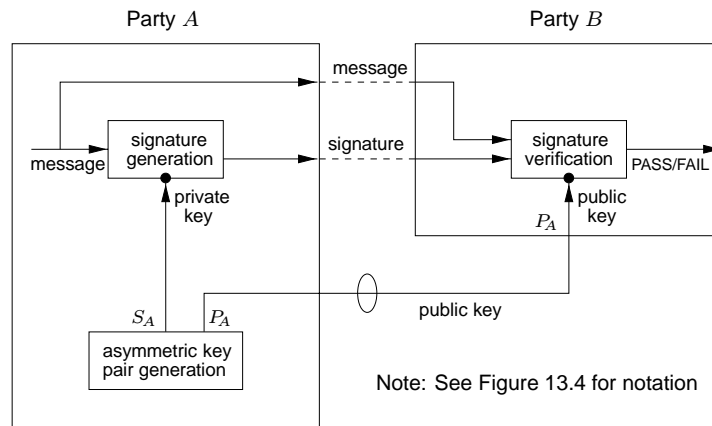 Party A
Party B
message
signature
generation
message
signature
signature
verification
PASS/FAIL
private
key
public
key
P_A
S_A
P_A
public key
asymmetric key
pair generation
Note: See Figure 13.4 for notation